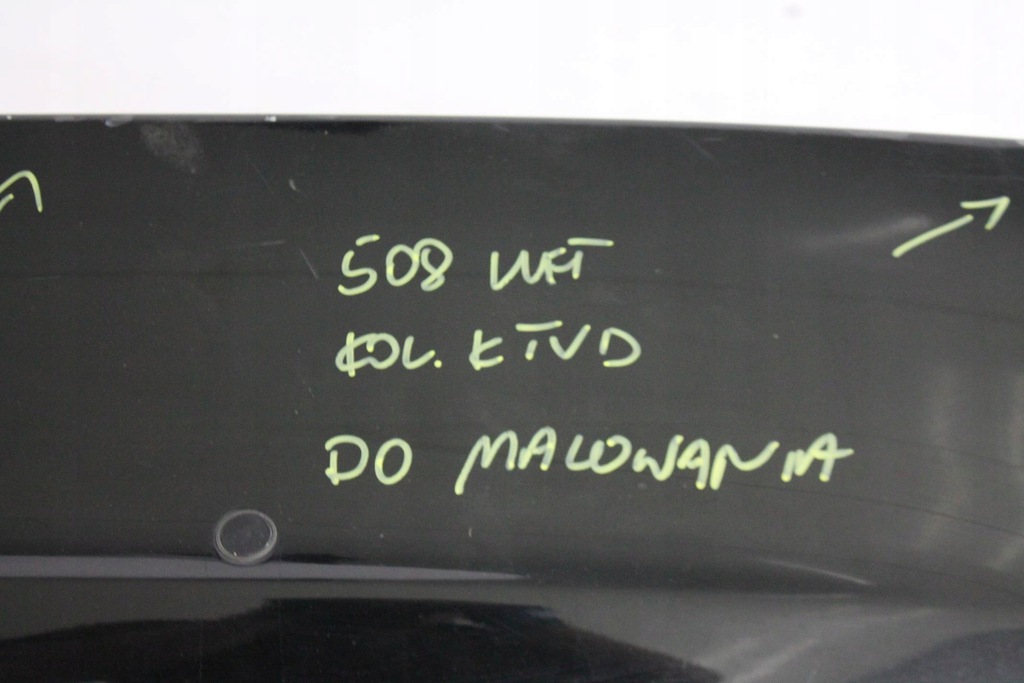 508 LIFT
KOL. KTVD
DO MALOWANIA